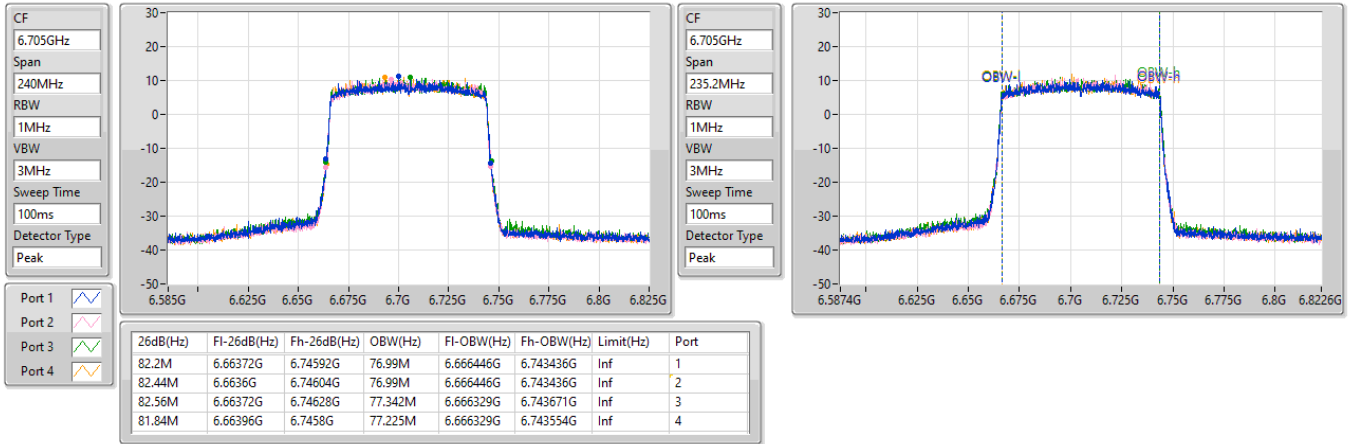 CF
6.705GHz
Span
240MHz
RBW
1MHz
VBW
3MHz
Sweep Time
100ms
Detector Type
Peak
30
20
10
0
-10
-20
-30
-40
-50
6.585G 6.625G 6.65G 6.675G 6.7G 6.725G 6.75G 6.775G 6.8G 6.825G
CF
6.705GHz
Span
235.2MHz
RBW
1MHz
VBW
3MHz
Sweep Time
100ms
Detector Type
Peak
30
20
10
0
-10
-20
-30
-40
-50
OBW-l OBW-h
6.5874G 6.625G 6.65G 6.675G 6.7G 6.725G 6.75G 6.775G 6.8G 6.8226G
Port 1
Port 2
Port 3
Port 4
26dB(Hz) Fl-26dB(Hz) Fh-26dB(Hz) OBW(Hz) Fl-OBW(Hz) Fh-OBW(Hz) Limit(Hz) Port
82.2M 6.66372G 6.74592G 76.99M 6.666446G 6.743436G Inf 1
82.44M 6.6636G 6.74604G 76.99M 6.666446G 6.743436G Inf 2
82.56M 6.66372G 6.74628G 77.342M 6.666329G 6.743671G Inf 3
81.84M 6.66396G 6.7458G 77.225M 6.666329G 6.743554G Inf 4